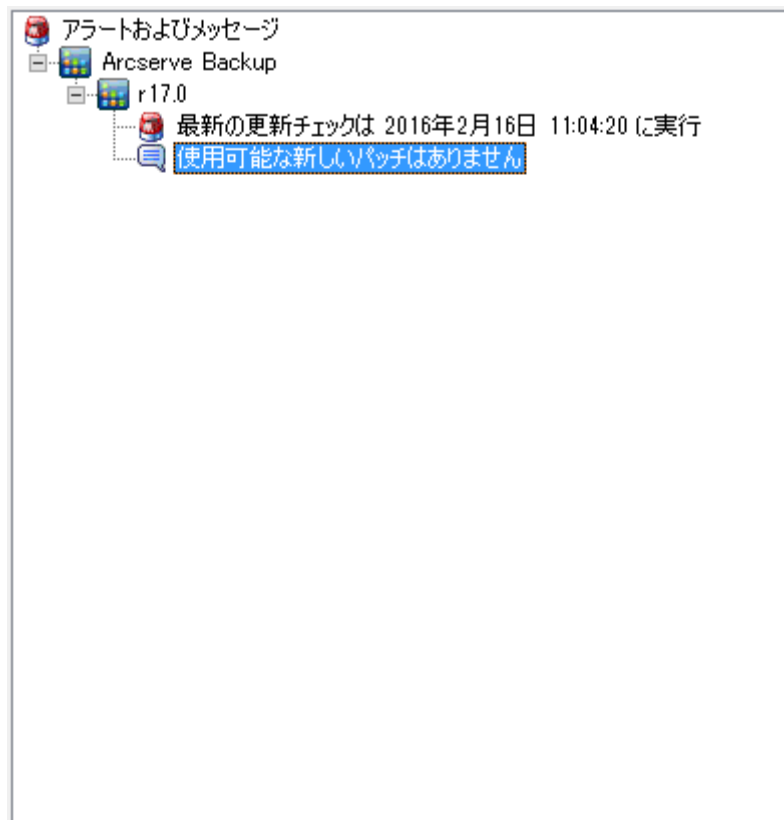 アラートおよびメッセージ
Arcserve Backup
r17.0
最新の更新チェックは 2016年2月16日 11:04:20 に実行
使用可能な新しいパッチはありません